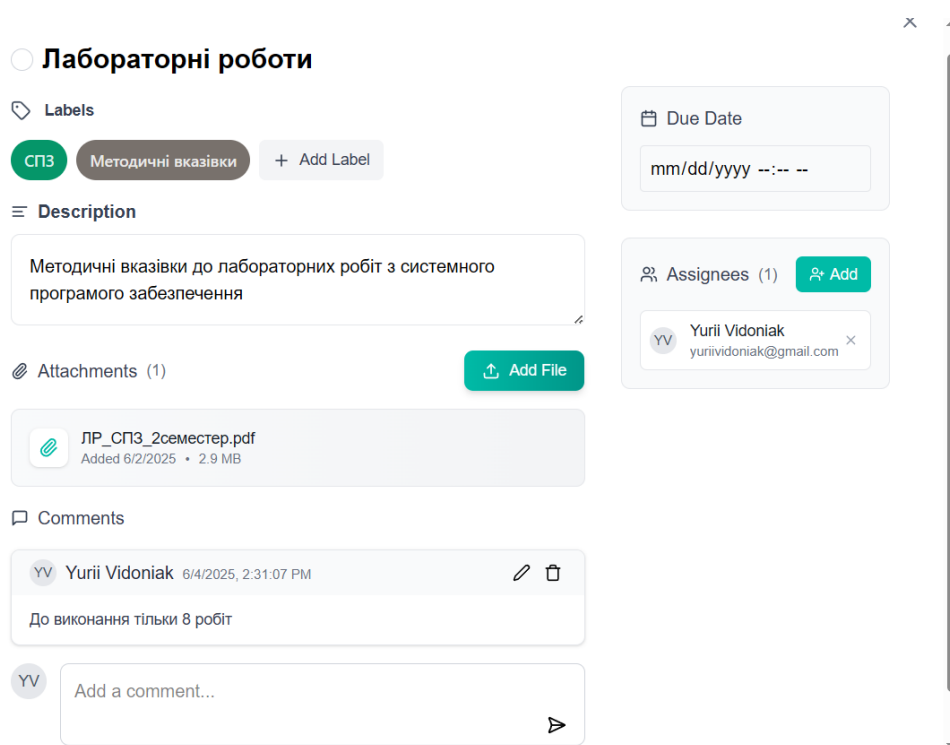 Лабораторні роботи
Labels
СПЗ
Методичні вказівки
+ Add Label
Description
Методичні вказівки до лабораторних робіт з системного
програмого забезпечення
Attachments (1)
Add File
ЛР_СПЗ_2семестер.pdf
Added 6/2/2025 • 2.9 MB
Comments
YV Yurii Vidoniak 6/4/2025, 2:31:07 PM
До виконання тільки 8 робіт
YV
Add a comment...
Due Date
mm/dd/yyyy --:-- --
Assignees (1)
Add
YV
Yurii Vidoniak
yuriividoniak@gmail.com